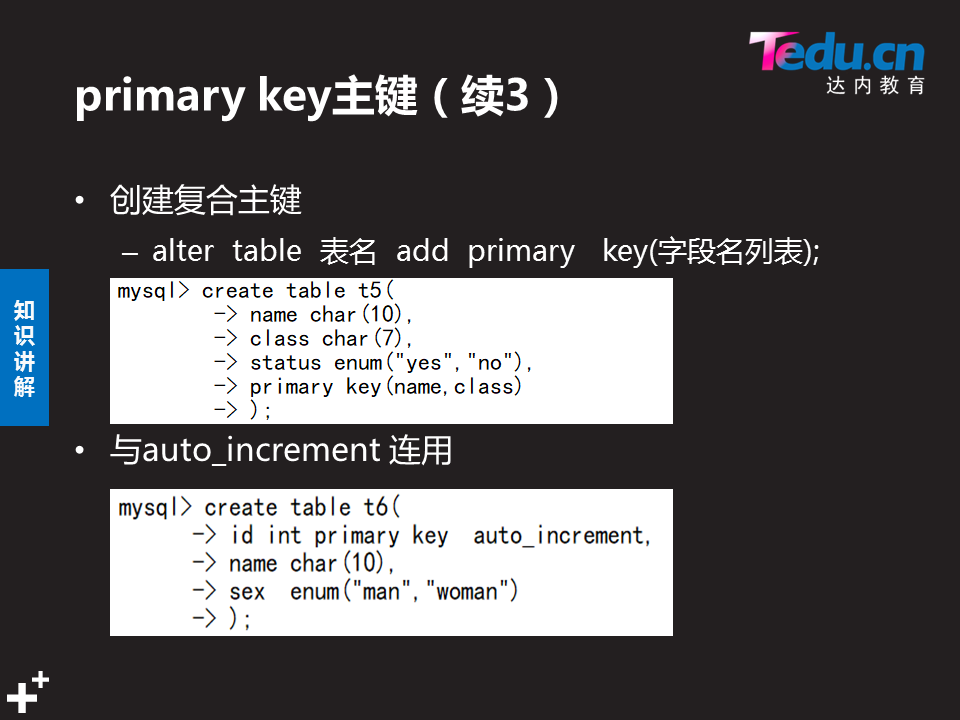 Tedu.cn
达内教育
primary key主键（续3）
• 创建复合主键
– alter table 表名 add primary key(字段名列表);
知识讲解
mysql> create table t5(
-> name char(10),
-> class char(7),
-> status enum("yes","no"),
-> primary key(name,class)
-> );
• 与auto_increment 连用
mysql> create table t6(
-> id int primary key auto_increment,
-> name char(10),
-> sex enum("man","woman")
-> );